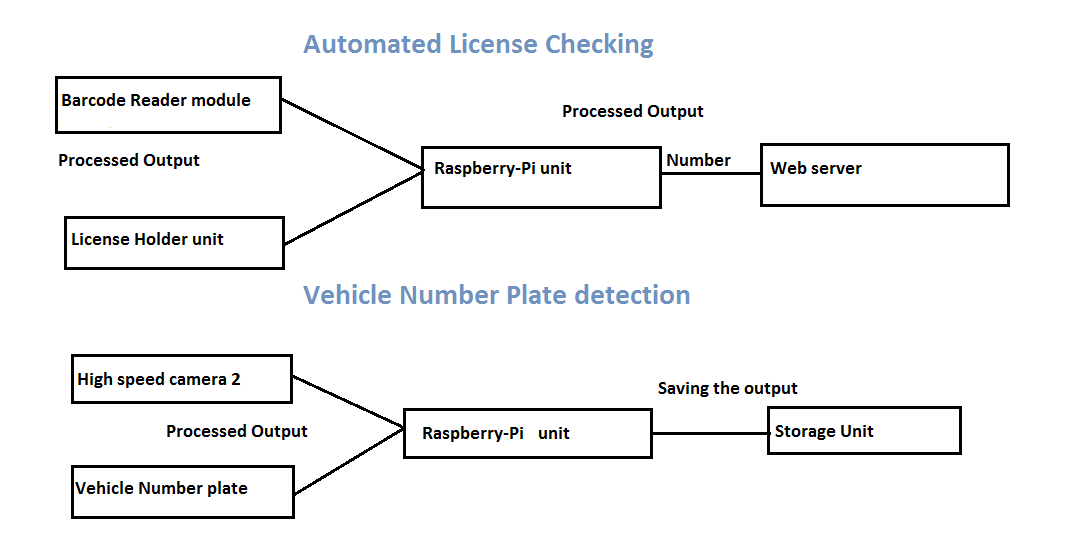 Automated License Checking
Barcode Reader module
Processed Output
Processed Output
Raspberry-Pi unit
Number
Web server
License Holder unit
Vehicle Number Plate detection
High speed camera 2
Processed Output
Saving the output
Raspberry-Pi unit
Storage Unit
Vehicle Number plate